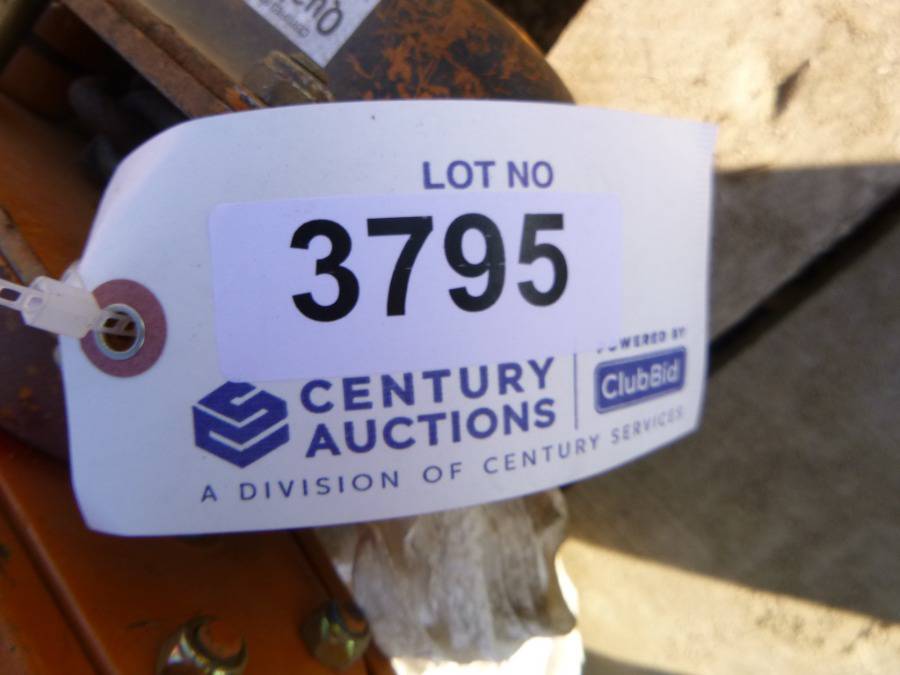 LOT NO
3795
CENTURY
AUCTIONS
A DIVISION OF CENTURY SERVICES
POWERED BY
ClubBid